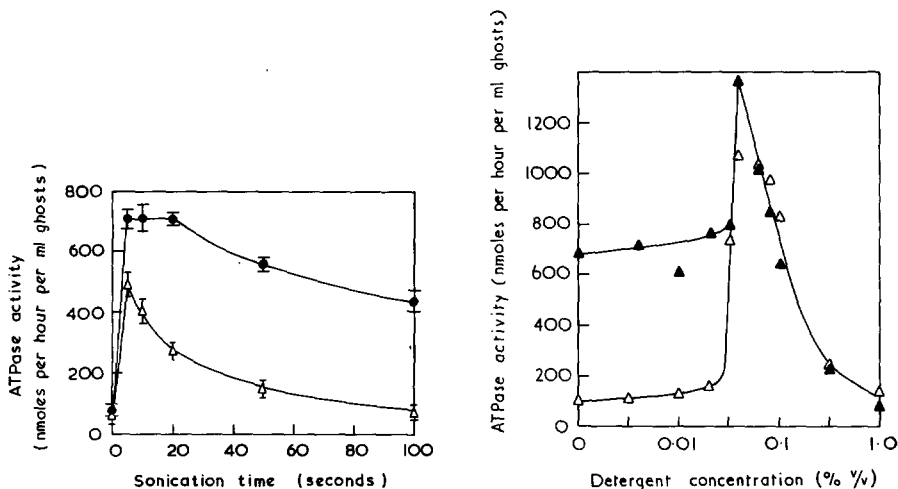 ATPase activity
(nmoles per hour per ml ghosts)
800
600
400
200
0
0 20 40 60 80 100
Sonication time (seconds)
ATPase activity (nmoles per hour per ml ghosts)
1200
1000
800
600
400
200
0
0 0·01 0·1 1·0
Detergent concentration (% v/v)